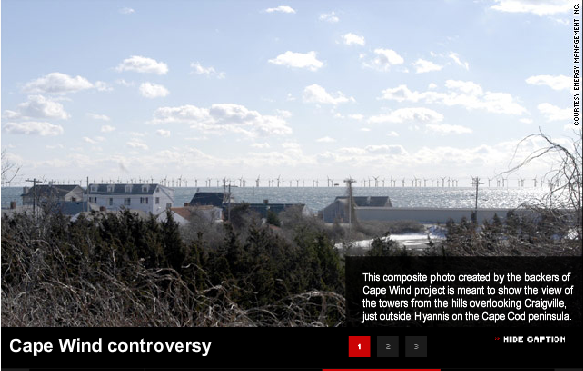 COURTESY: ENERGY MANAGEMENT INC.
This composite photo created by the backers of
Cape Wind project is meant to show the view of
the towers from the hills overlooking Craigville,
just outside Hyannis on the Cape Cod peninsula.
Cape Wind controversy
1 2 3
HIDE CAPTION